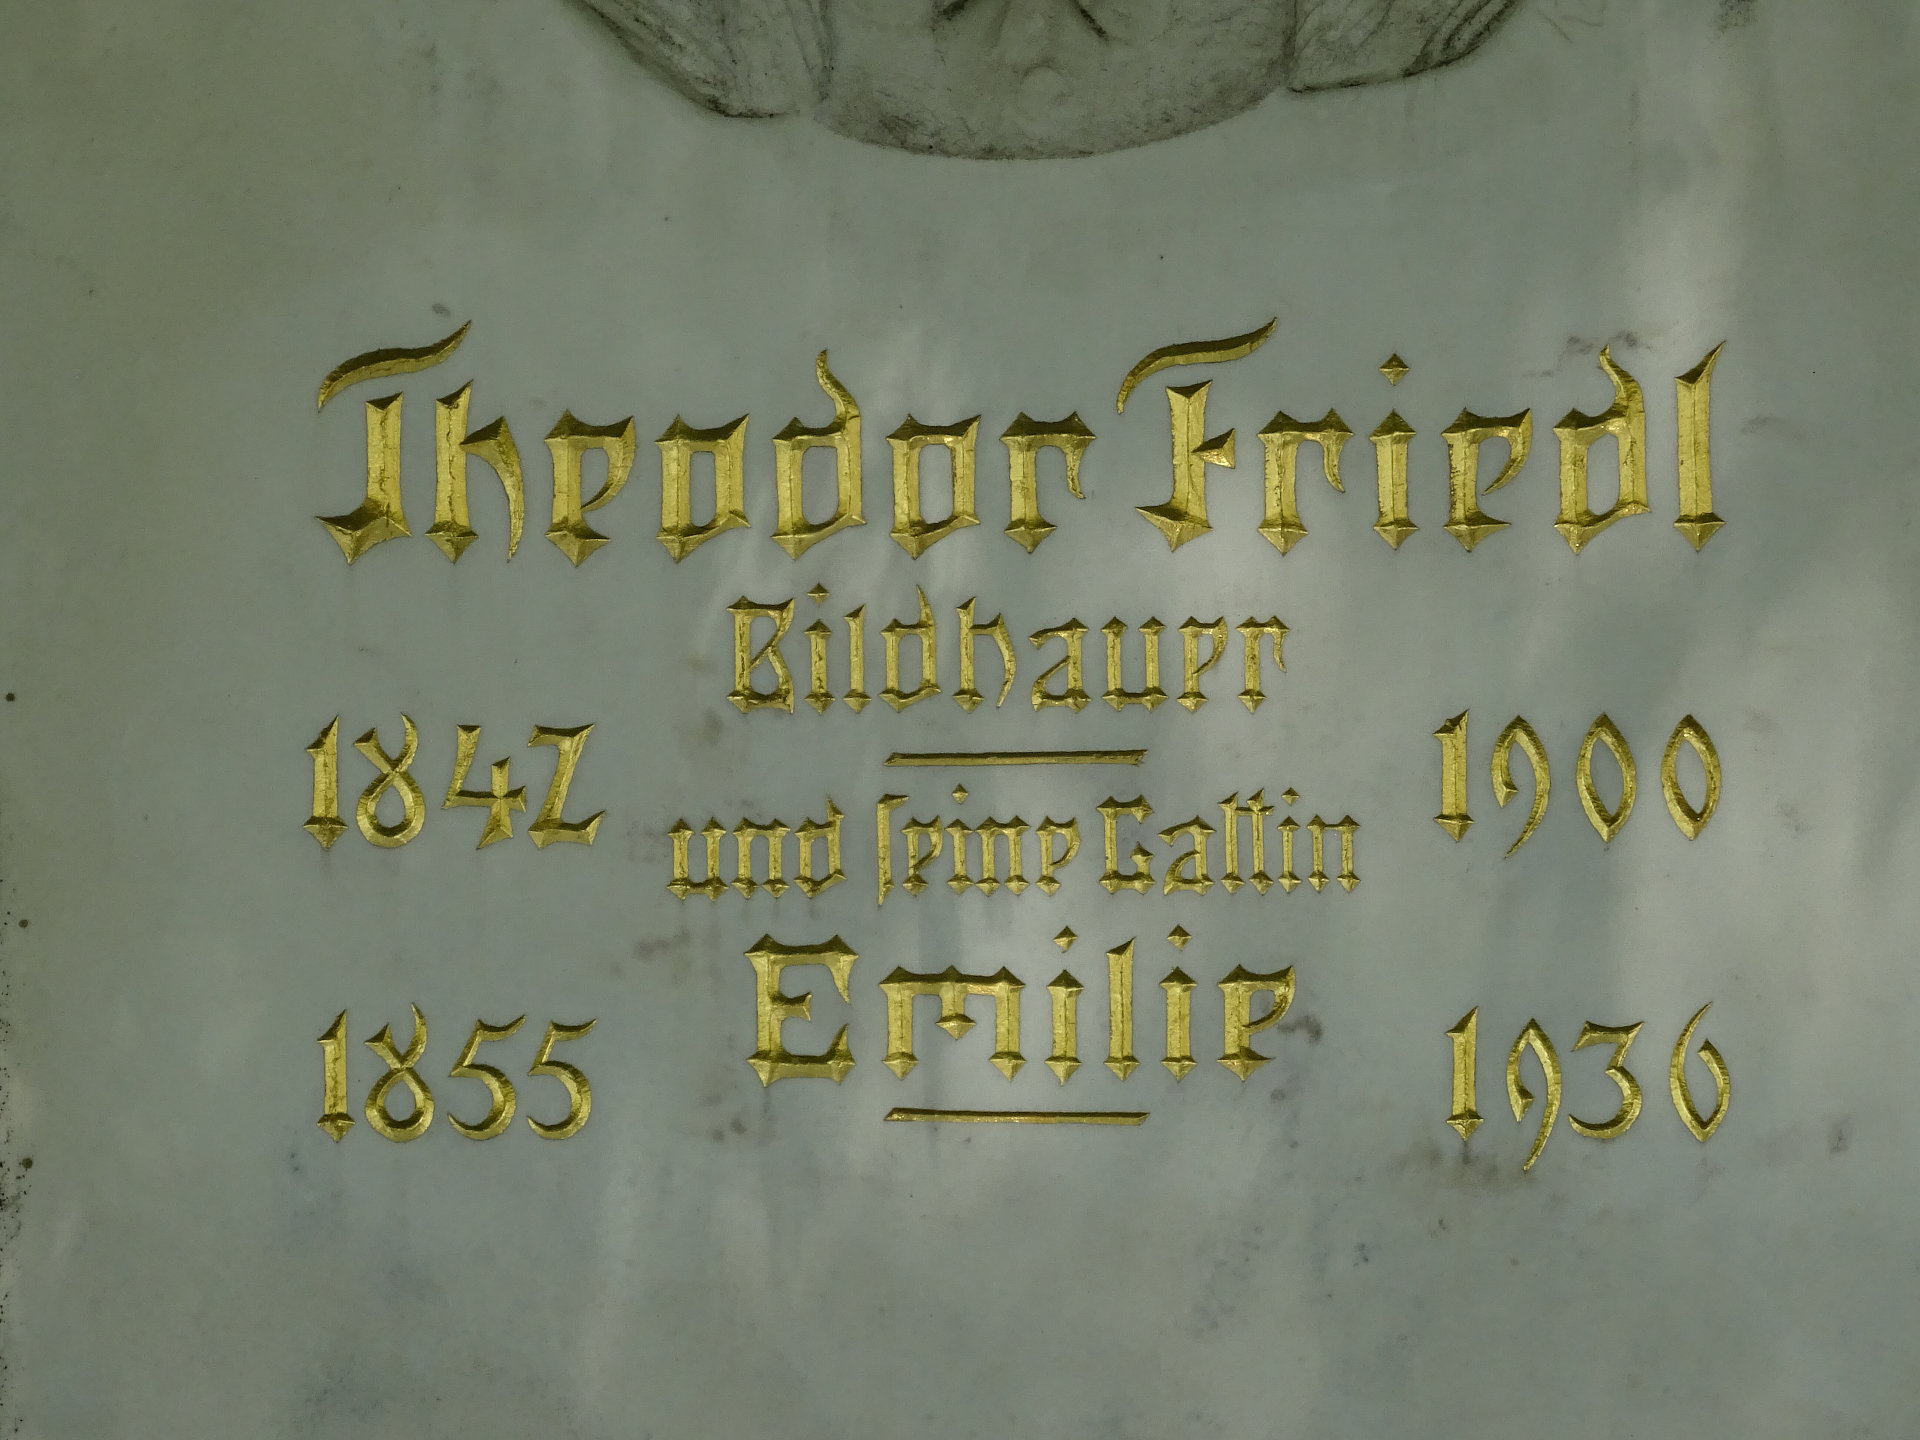 Theodor Friedl
Bildhauer
1842 1900
und seine Gattin
Emilie
1855 1936